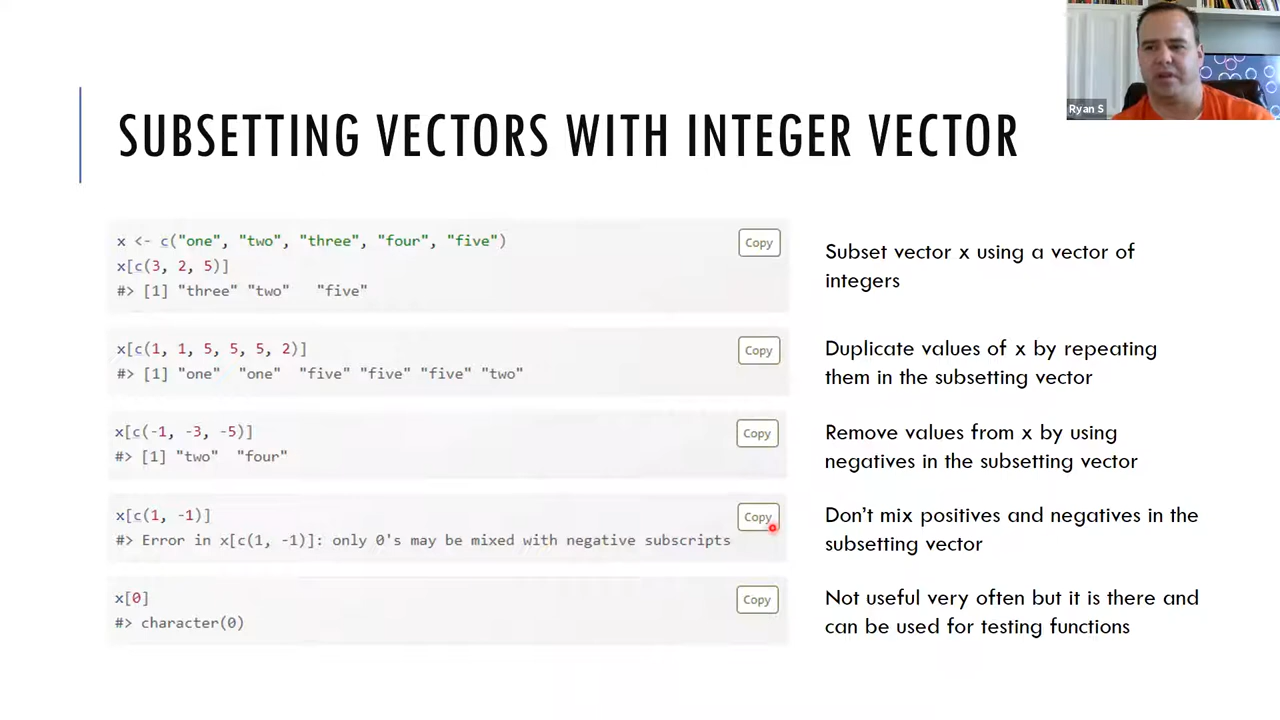 Ryan S
SUBSETTING VECTORS WITH INTEGER VECTOR
x <- c("one", "two", "three", "four", "five")
x[c(3, 2, 5)]
#> [1] "three" "two"   "five"
Copy
Subset vector x using a vector of
integers
x[c(1, 1, 5, 5, 5, 2)]
#> [1] "one"  "one"  "five" "five" "five" "two"
Copy
Duplicate values of x by repeating
them in the subsetting vector
x[c(-1, -3, -5)]
#> [1] "two"  "four"
Copy
Remove values from x by using
negatives in the subsetting vector
x[c(1, -1)]
#> Error in x[c(1, -1)]: only 0's may be mixed with negative subscripts
Copy
Don't mix positives and negatives in the
subsetting vector
x[0]
#> character(0)
Copy
Not useful very often but it is there and
can be used for testing functions